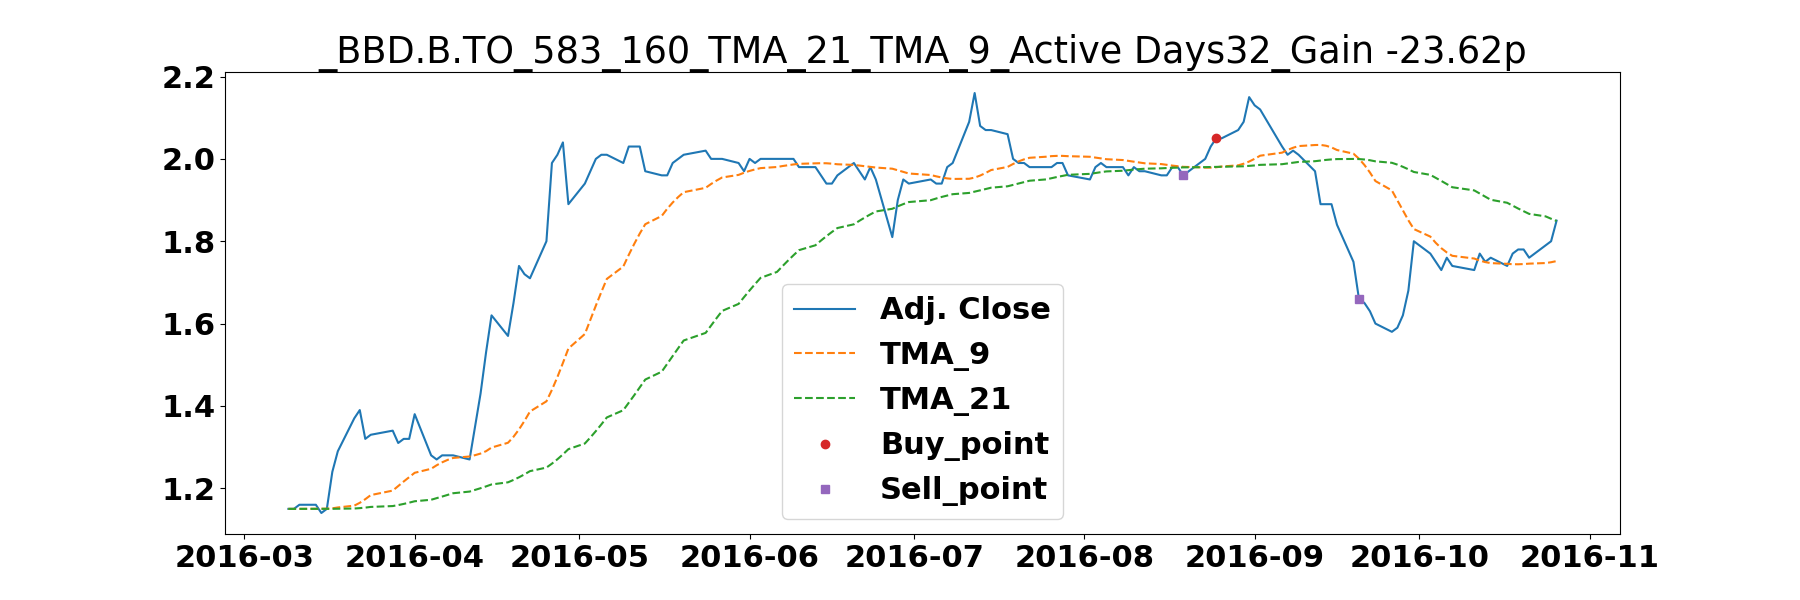 _BBD.B.TO_583_160_TMA_21_TMA_9_Active Days32_Gain -23.62p
2.2
2.0
1.8
1.6
1.4
1.2
Adj. Close
TMA_9
TMA_21
Buy_point
Sell_point
2016-03 2016-04 2016-05 2016-06 2016-07 2016-08 2016-09 2016-10 2016-11